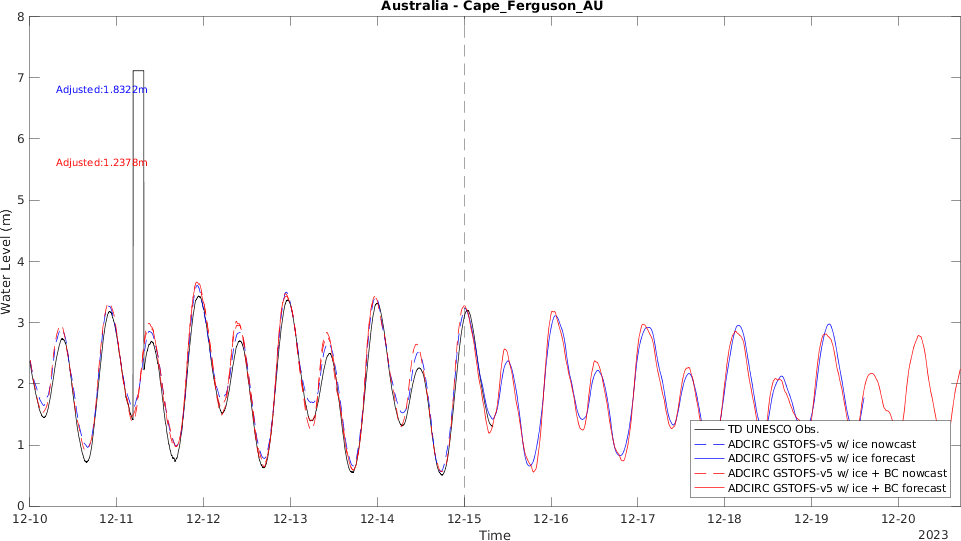 Australia - Cape_Ferguson_AU
8
7
6
5
4
3
2
1
0
Water Level (m)
Adjusted:1.8322m
Adjusted:1.2378m
TD UNESCO Obs.
ADCIRC GSTOFS-v5 w/ ice nowcast
ADCIRC GSTOFS-v5 w/ ice forecast
ADCIRC GSTOFS-v5 w/ ice + BC nowcast
ADCIRC GSTOFS-v5 w/ ice + BC forecast
12-10 12-11 12-12 12-13 12-14 12-15 12-16 12-17 12-18 12-19 12-20
Time
2023